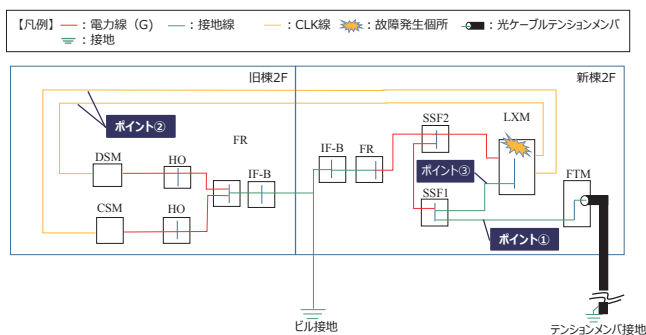 【凡例】 ：電力線（G） ：接地線 ：CLK線 ：故障発生個所 ：光ケーブルテンションメンバ
：接地
旧棟2F
新棟2F
ポイント②
FR
DSM
HO
IF-B
CSM
HO
IF-B
FR
SSF2
LXM
ポイント③
FTM
SSF1
ポイント①
ビル接地
テンションメンバ接地